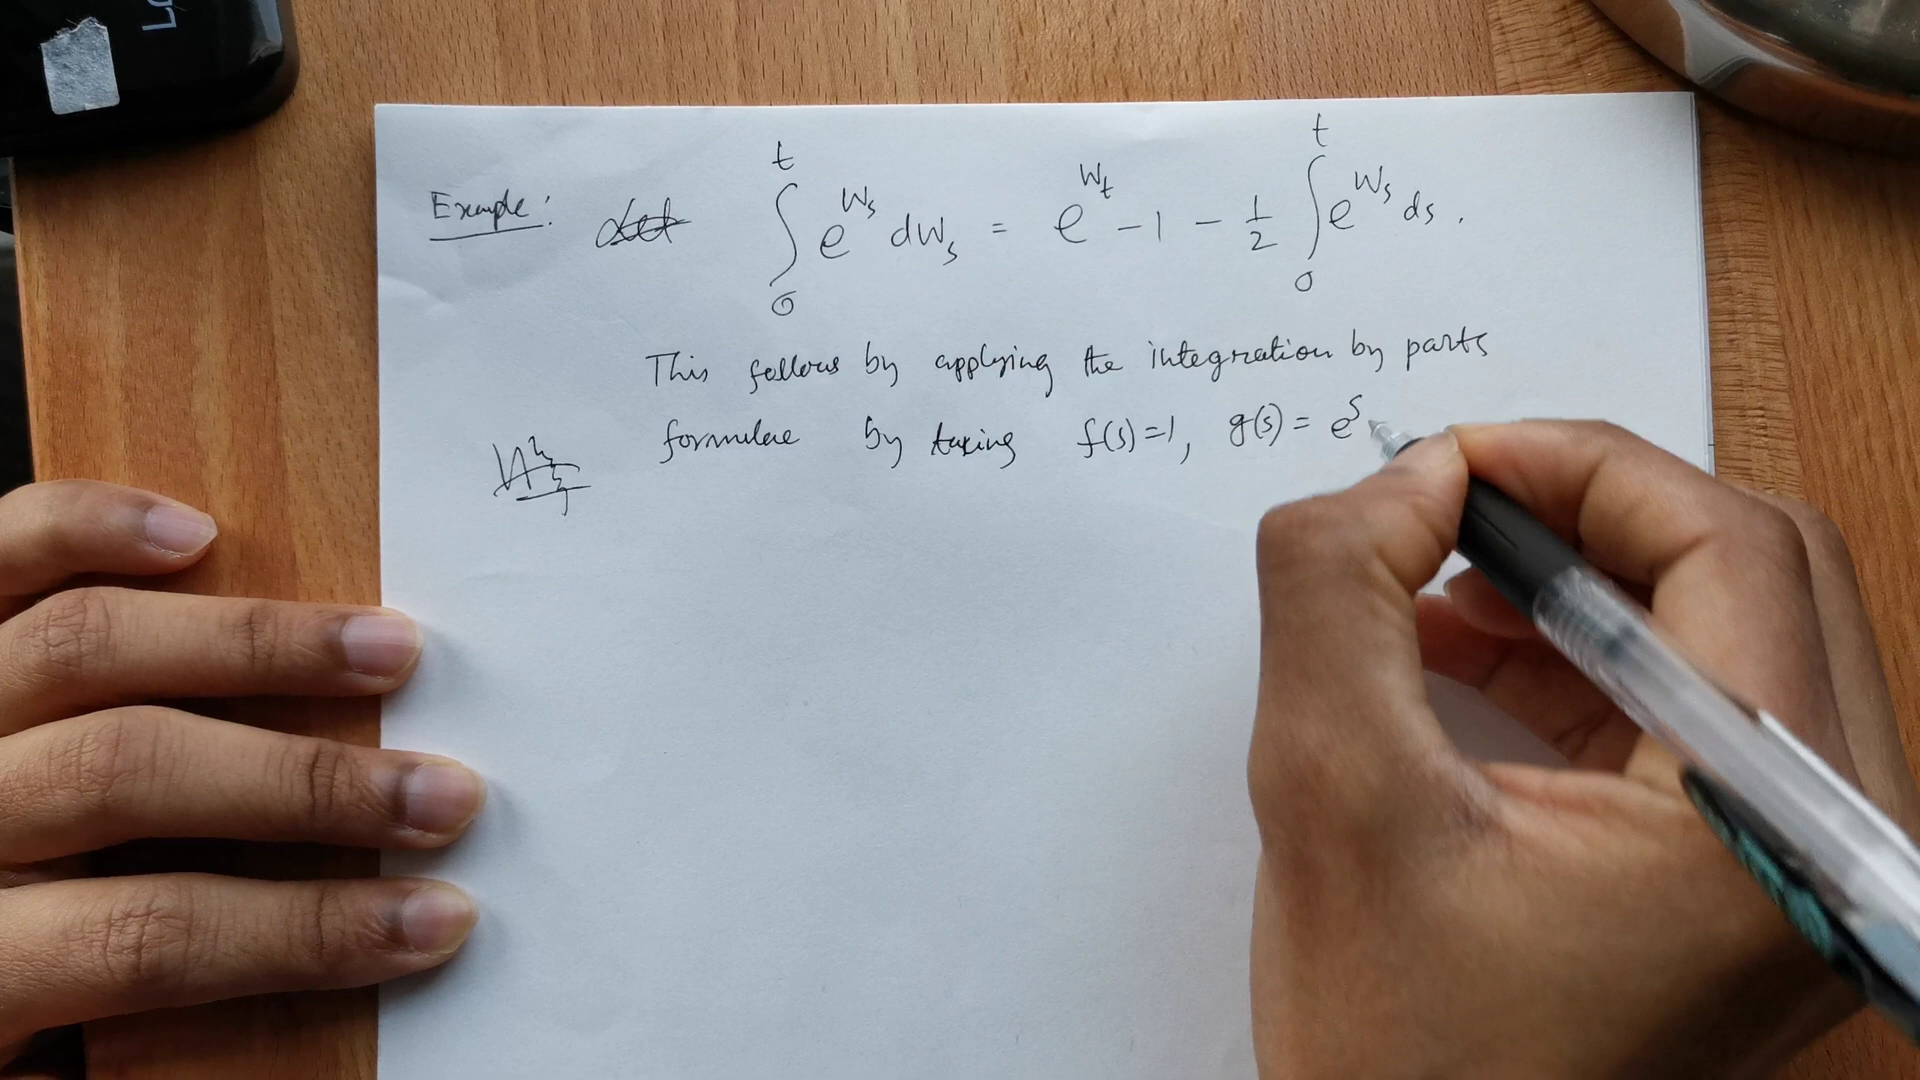 Example: ∫₀ᵗ e^{W_s} dW_s = e^{W_t} - 1 - 1/2 ∫₀ᵗ e^{W_s} ds.
This follows by applying the integration by parts
formulae by taking f(s)=1, g(s) = e^s